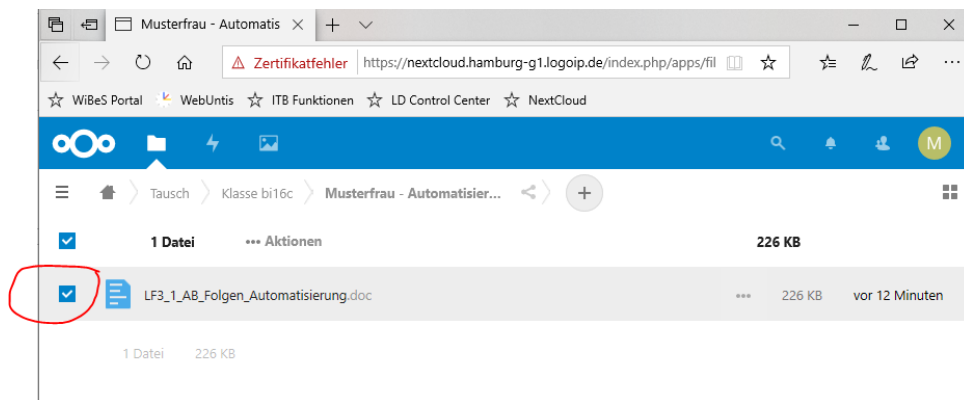 Musterfrau - Automatis
Zertifikatfehler https://nextcloud.hamburg-g1.logoip.de/index.php/apps/fil
WiBeS Portal WebUntis ITB Funktionen LD Control Center NextCloud
M
Tausch Klasse bi16c Musterfrau - Automatisier... +
1 Datei ••• Aktionen 226 KB
LF3_1_AB_Folgen_Automatisierung.doc ••• 226 KB vor 12 Minuten
1 Datei 226 KB